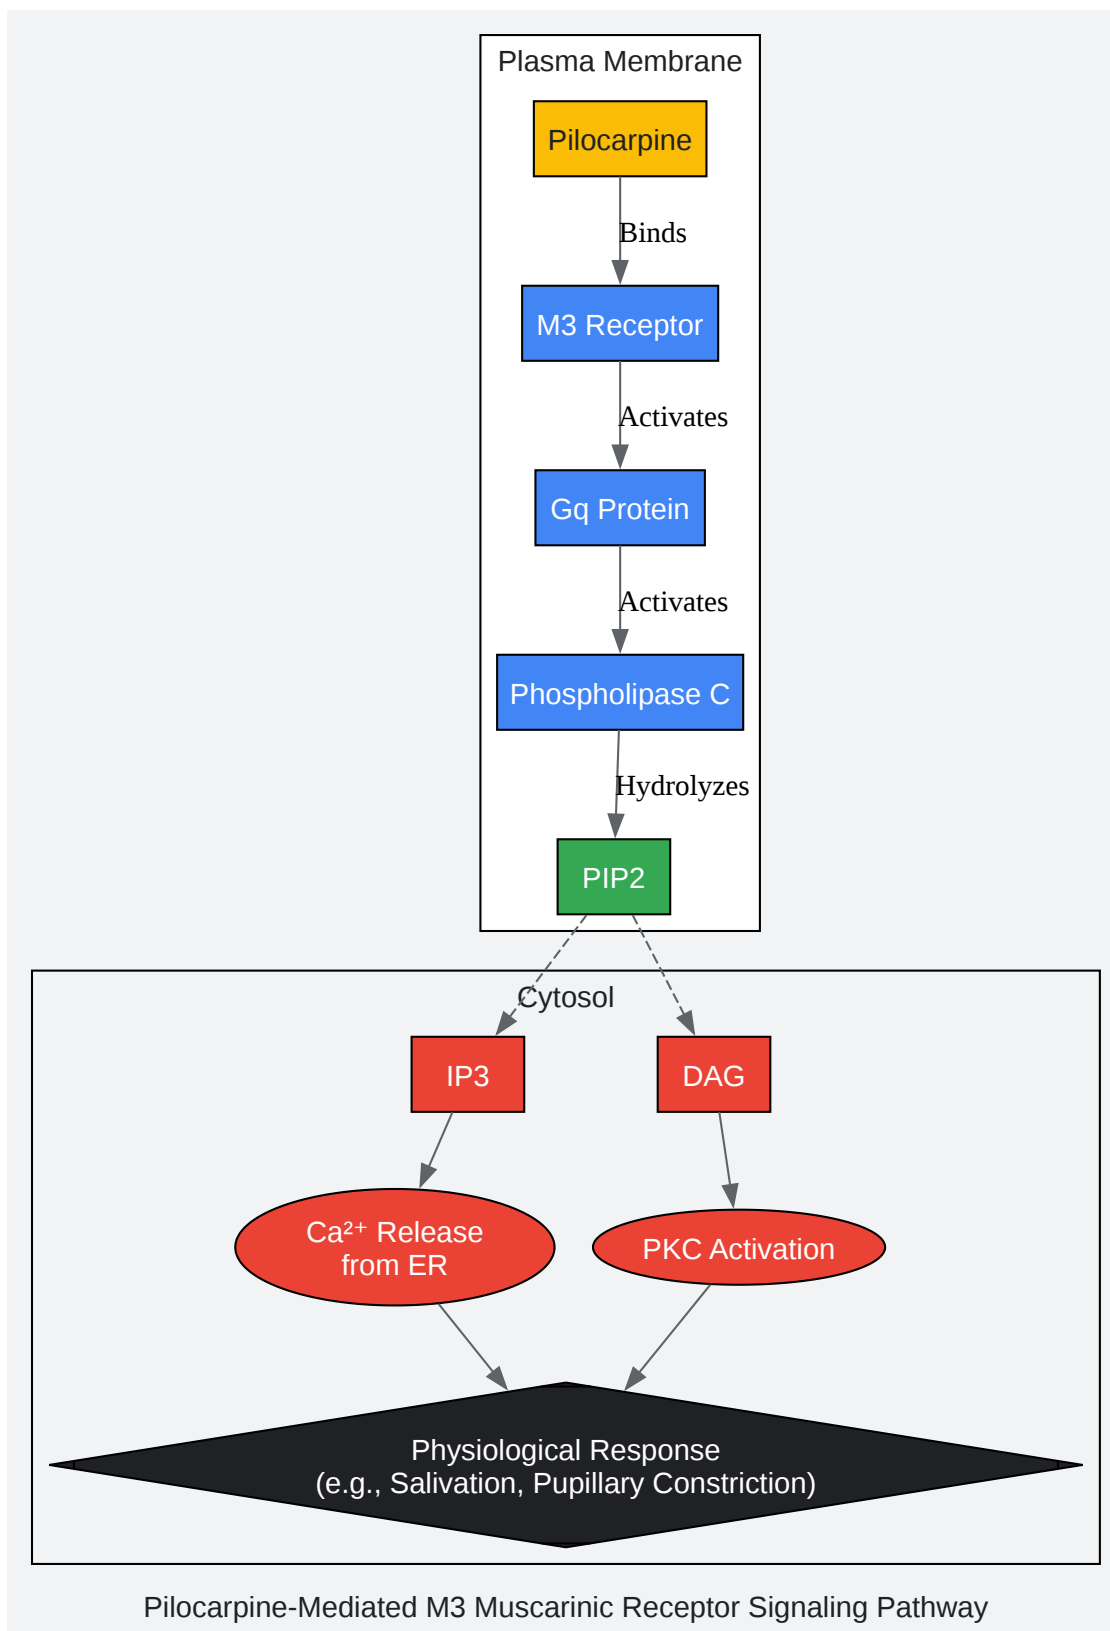 Plasma Membrane
Pilocarpine
Binds
M3 Receptor
Activates
Gq Protein
Activates
Phospholipase C
Hydrolyzes
PIP2
Cytosol
IP3
DAG
Ca²⁺ Release
from ER
PKC Activation
Physiological Response
(e.g., Salivation, Pupillary Constriction)
Pilocarpine-Mediated M3 Muscarinic Receptor Signaling Pathway